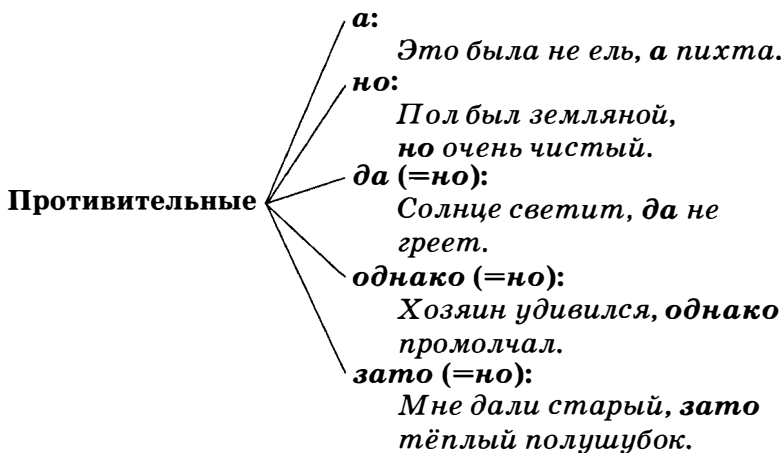 а:
Это была не ель, а пихта.
но:
Пол был земляной,
но очень чистый.
да (=но):
Противительные
Солнце светит, да не
греет.
однако (=но):
Хозяин удивился, однако
промолчал.
зато (=но):
Мне дали старый, зато
тёплый полушубок.